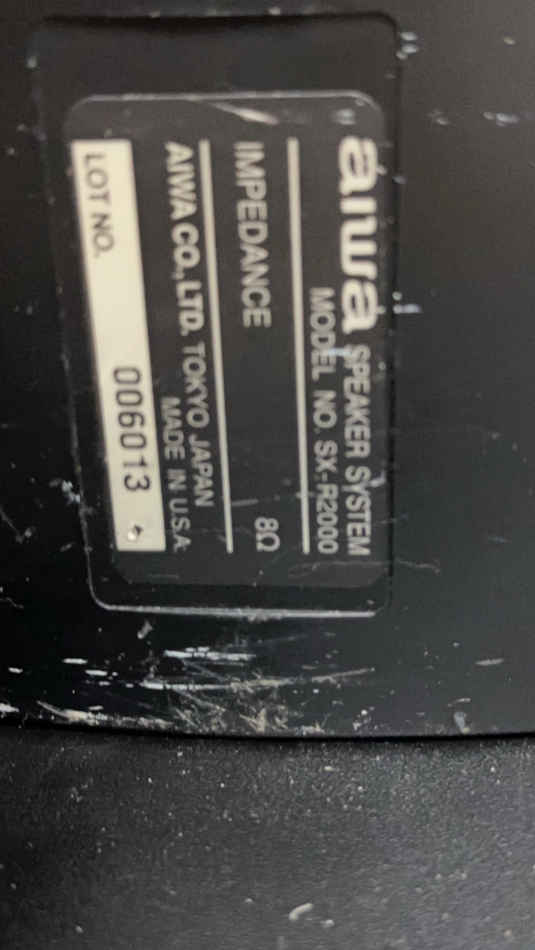 aiwa SPEAKER SYSTEM
MODEL NO. SX-R2000
IMPEDANCE 8Ω
AIWA CO.,LTD. TOKYO JAPAN
MADE IN U.S.A.
LOT NO. 006013